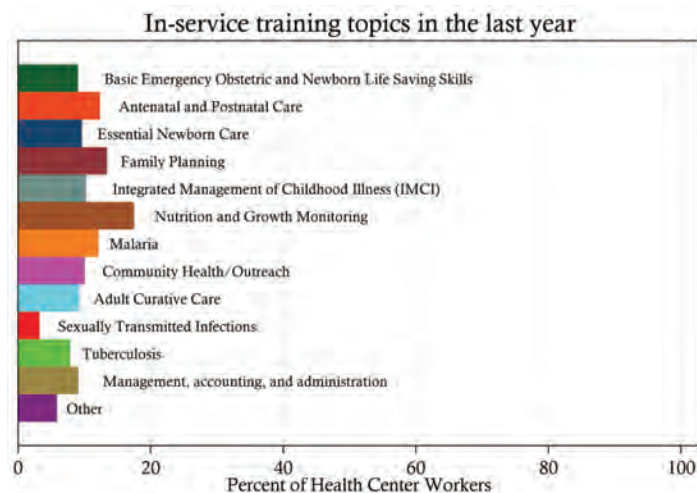 In-service training topics in the last year
Basic Emergency Obstetric and Newborn Life Saving Skills
Antenatal and Postnatal Care
Essential Newborn Care
Family Planning
Integrated Management of Childhood Illness (IMCI)
Nutrition and Growth Monitoring
Malaria
Community Health/Outreach
Adult Curative Care
Sexually Transmitted Infections
Tuberculosis
Management, accounting, and administration
Other
0 20 40 60 80 100
Percent of Health Center Workers